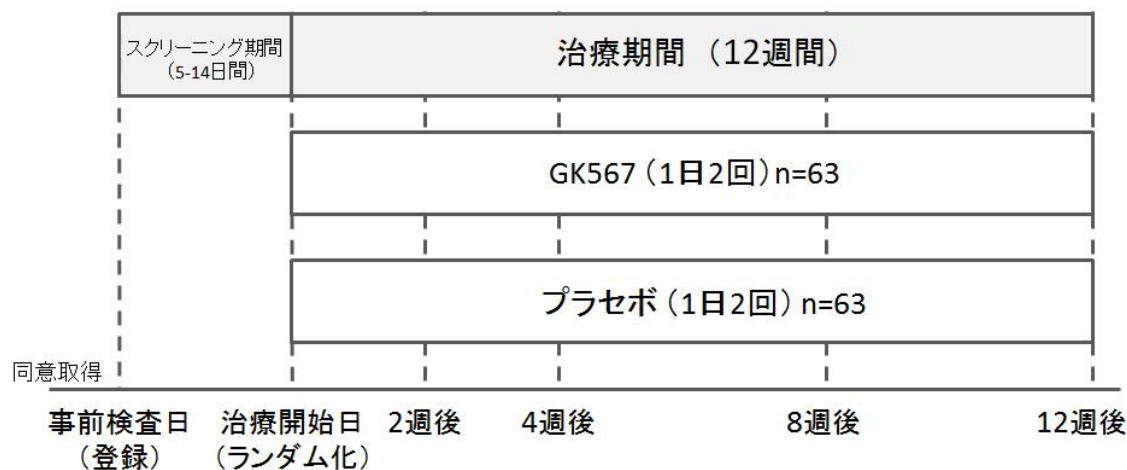 スクリーニング期間
（5-14日間）
治療期間（12週間）
GK567（1日2回）n=63
プラセボ（1日2回）n=63
同意取得
事前検査日
（登録）
治療開始日
（ランダム化）
2週後
4週後
8週後
12週後